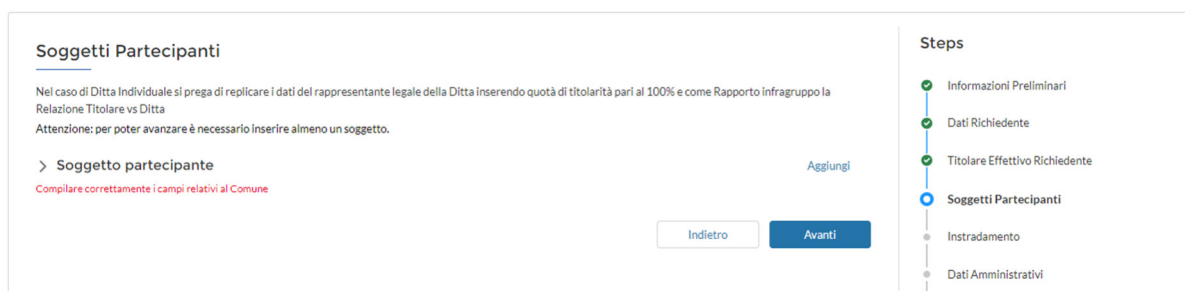 Soggetti Partecipanti
Nel caso di Ditta Individuale si prega di replicare i dati del rappresentante legale della Ditta inserendo quotà di titolarità pari al 100% e come Rapporto infragruppo la
Relazione Titolare vs Ditta
Attenzione: per poter avanzare è necessario inserire almeno un soggetto.
Soggetto partecipante
Aggiungi
Compilare correttamente i campi relativi al Comune
Indietro
Avanti
Steps
Informazioni Preliminari
Dati Richiedente
Titolare Effettivo Richiedente
Soggetti Partecipanti
Instradamento
Dati Amministrativi